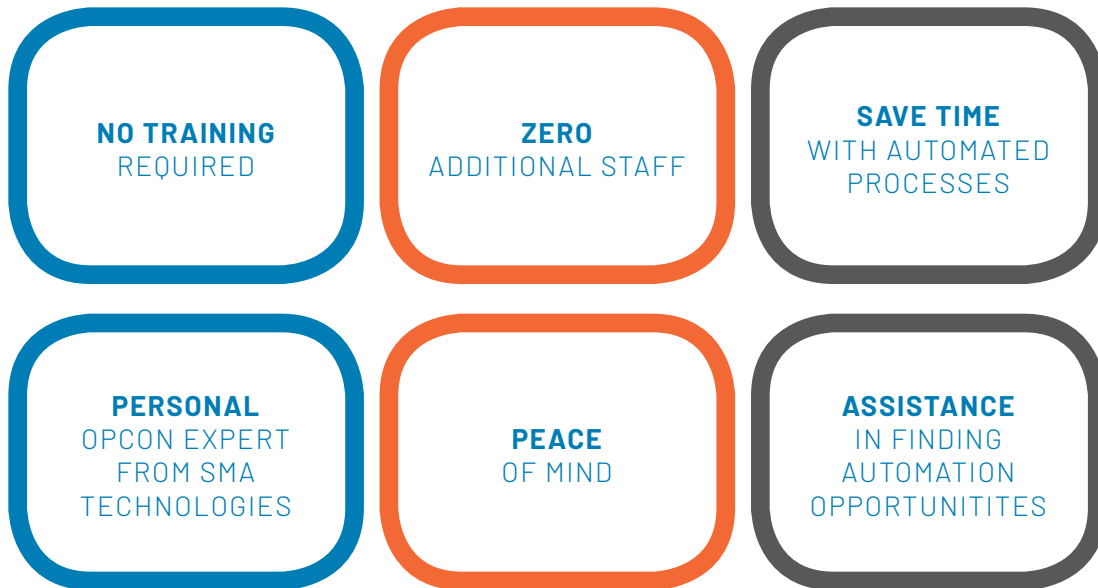 NO TRAINING
REQUIRED
ZERO
ADDITIONAL STAFF
SAVE TIME
WITH AUTOMATED
PROCESSES
PERSONAL
OPCON EXPERT
FROM SMA
TECHNOLOGIES
PEACE
OF MIND
ASSISTANCE
IN FINDING
AUTOMATION
OPPORTUNITITES